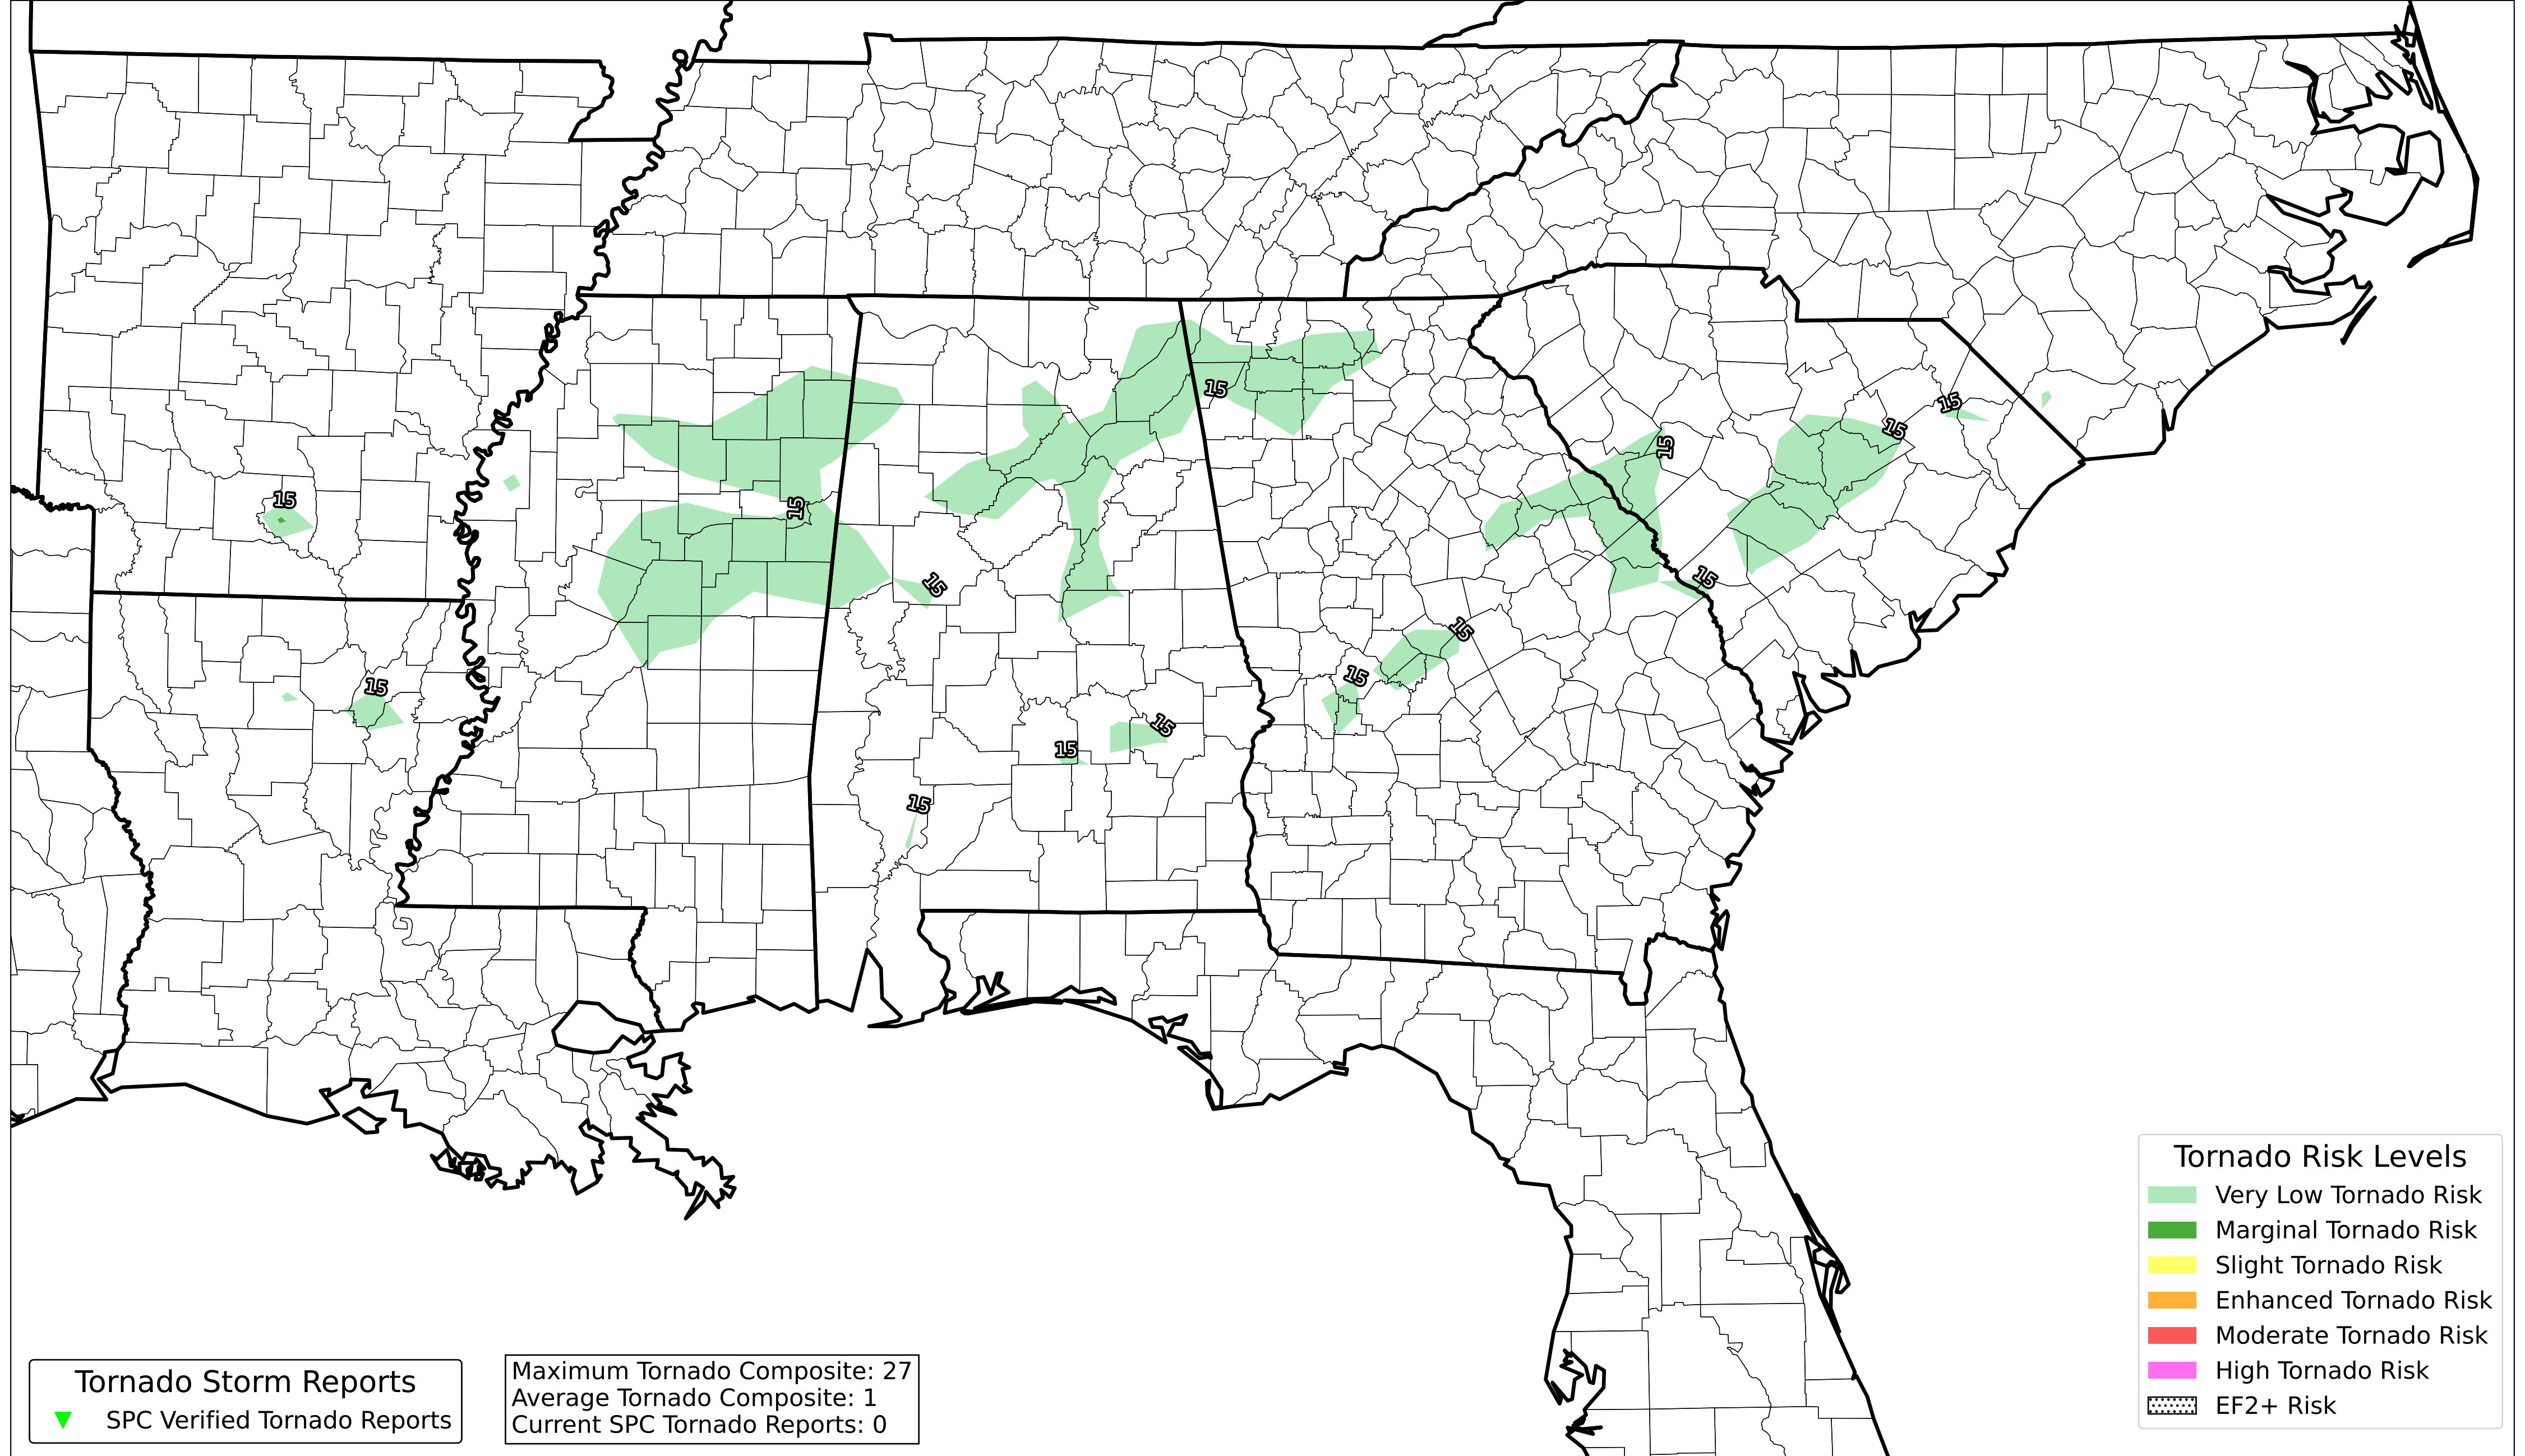 15
15
15
15
15
15
15
15
15
15
15
15
15
15
Tornado Risk Levels
Very Low Tornado Risk
Marginal Tornado Risk
Slight Tornado Risk
Enhanced Tornado Risk
Moderate Tornado Risk
High Tornado Risk
EF2+ Risk
Tornado Storm Reports
SPC Verified Tornado Reports
Maximum Tornado Composite: 27
Average Tornado Composite: 1
Current SPC Tornado Reports: 0